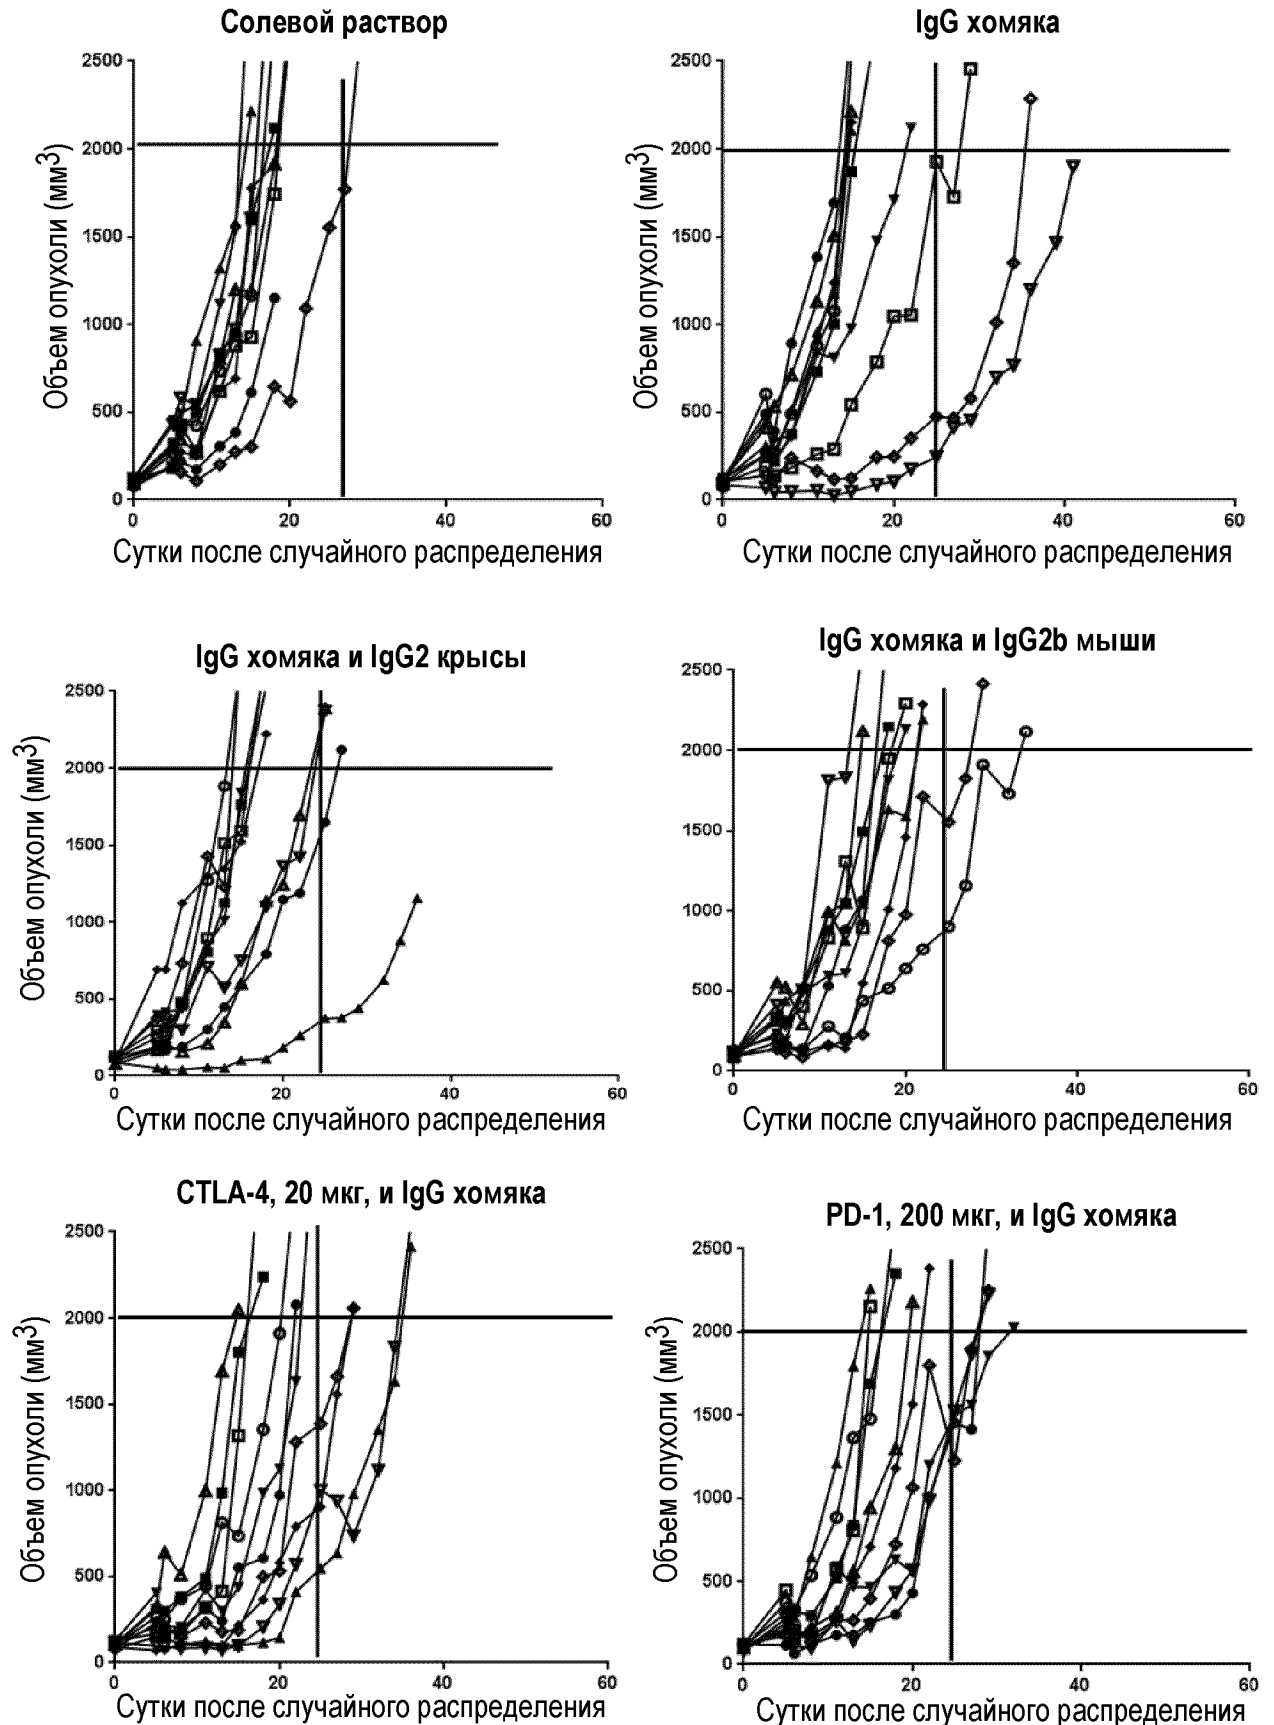 Солевой раствор
Объем опухоли (мм3)
2500
2000
1500
1000
500
0
0 20 40 60
Сутки после случайного распределения
IgG хомяка
Объем опухоли (мм3)
2500
2000
1500
1000
500
0
0 20 40 60
Сутки после случайного распределения
IgG хомяка и IgG2 крысы
Объем опухоли (мм3)
2500
2000
1500
1000
500
0
0 20 40 60
Сутки после случайного распределения
IgG хомяка и IgG2b мыши
Объем опухоли (мм3)
2500
2000
1500
1000
500
0
0 20 40 60
Сутки после случайного распределения
CTLA-4, 20 мкг, и IgG хомяка
Объем опухоли (мм3)
2500
2000
1500
1000
500
0
0 20 40 60
Сутки после случайного распределения
PD-1, 200 мкг, и IgG хомяка
Объем опухоли (мм3)
2500
2000
1500
1000
500
0
0 20 40 60
Сутки после случайного распределения